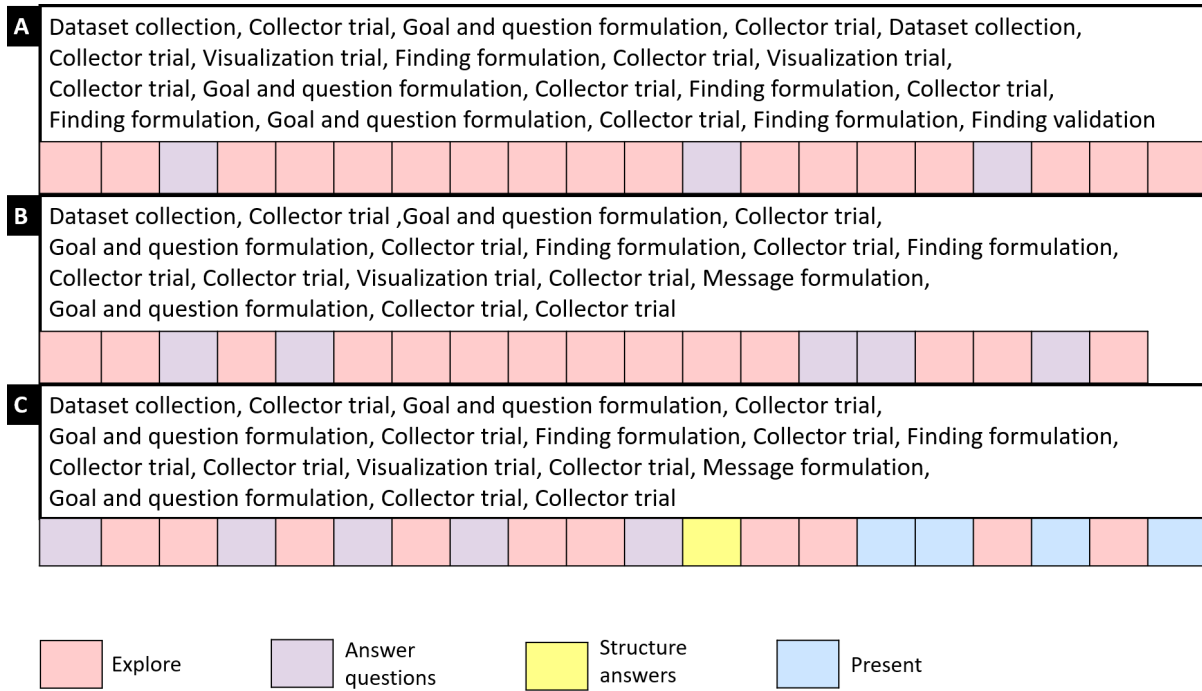 A
Dataset collection, Collector trial, Goal and question formulation, Collector trial, Dataset collection,
Collector trial, Visualization trial, Finding formulation, Collector trial, Visualization trial,
Collector trial, Goal and question formulation, Collector trial, Finding formulation, Collector trial,
Finding formulation, Goal and question formulation, Collector trial, Finding formulation, Finding validation
B
Dataset collection, Collector trial ,Goal and question formulation, Collector trial,
Goal and question formulation, Collector trial, Finding formulation, Collector trial, Finding formulation,
Collector trial, Collector trial, Visualization trial, Collector trial, Message formulation,
Goal and question formulation, Collector trial, Collector trial
C
Dataset collection, Collector trial, Goal and question formulation, Collector trial,
Goal and question formulation, Collector trial, Finding formulation, Collector trial, Finding formulation,
Collector trial, Collector trial, Visualization trial, Collector trial, Message formulation,
Goal and question formulation, Collector trial, Collector trial
Explore
Answer
questions
Structure
answers
Present